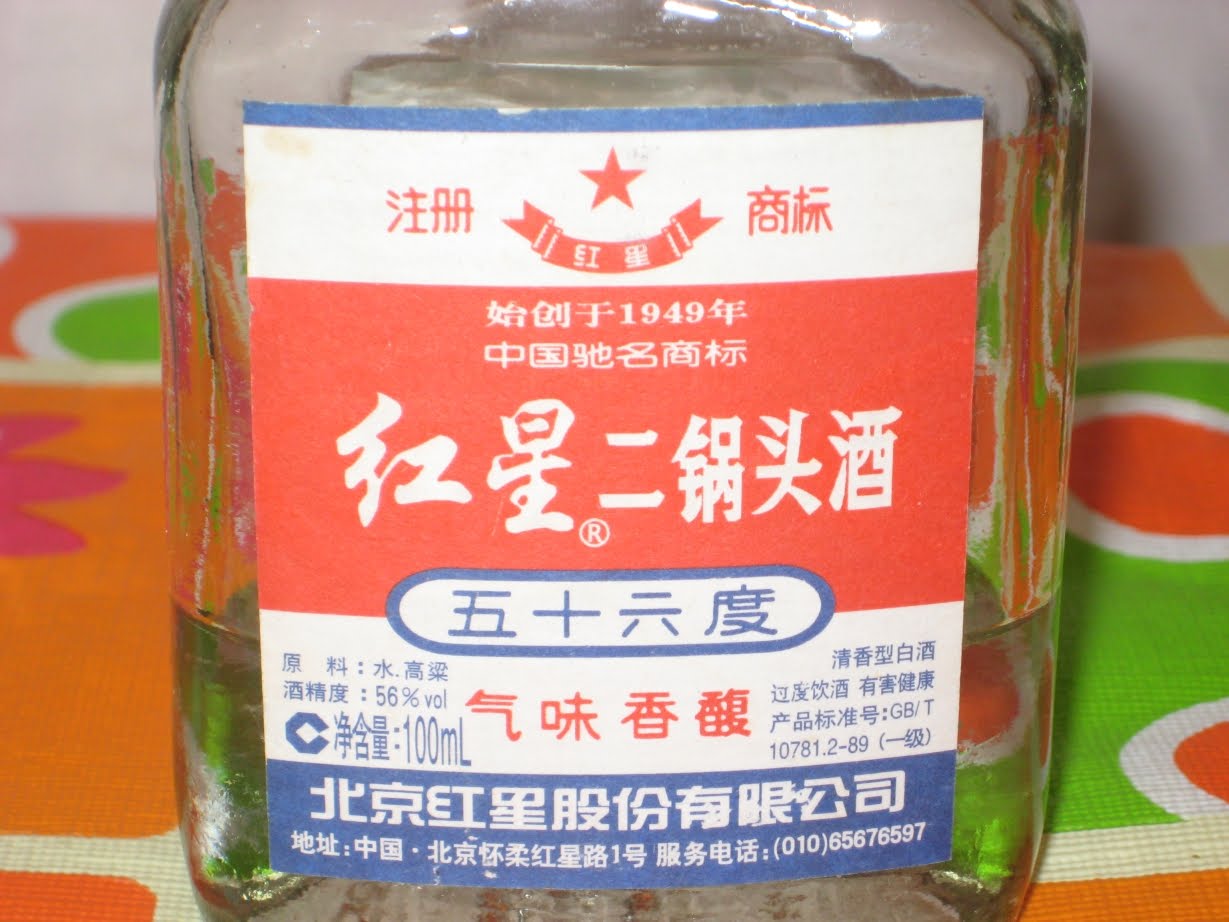 注册 红星 商标
始创于1949年
中国驰名商标
红星®二锅头酒
五十六度
原 料：水.高粱
酒精度：56%vol
净含量：100mL
气味香馥
清香型白酒
过度饮酒 有害健康
产品标准号：GB/T
10781.2-89（一级）
北京红星股份有限公司
地址：中国·北京怀柔红星路1号 服务电话：(010)65676597